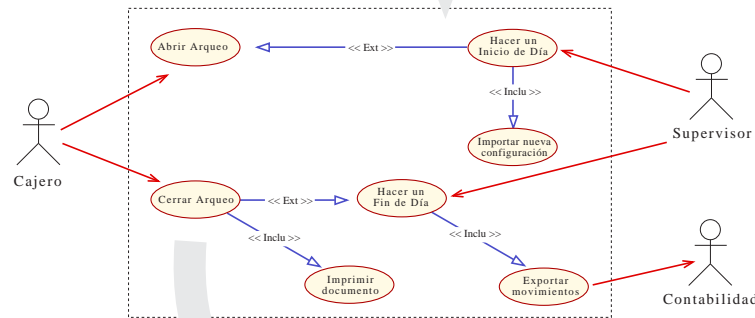 Abrir Arqueo
<< Ext >>
Hacer un
Inicio de Día
<< Inclu >>
Supervisor
Importar nueva
configuración
Cajero
Cerrar Arqueo
<< Ext >>
Hacer un
Fin de Día
<< Inclu >>
<< Inclu >>
Imprimir
documento
Exportar
movimientos
Contabilidad